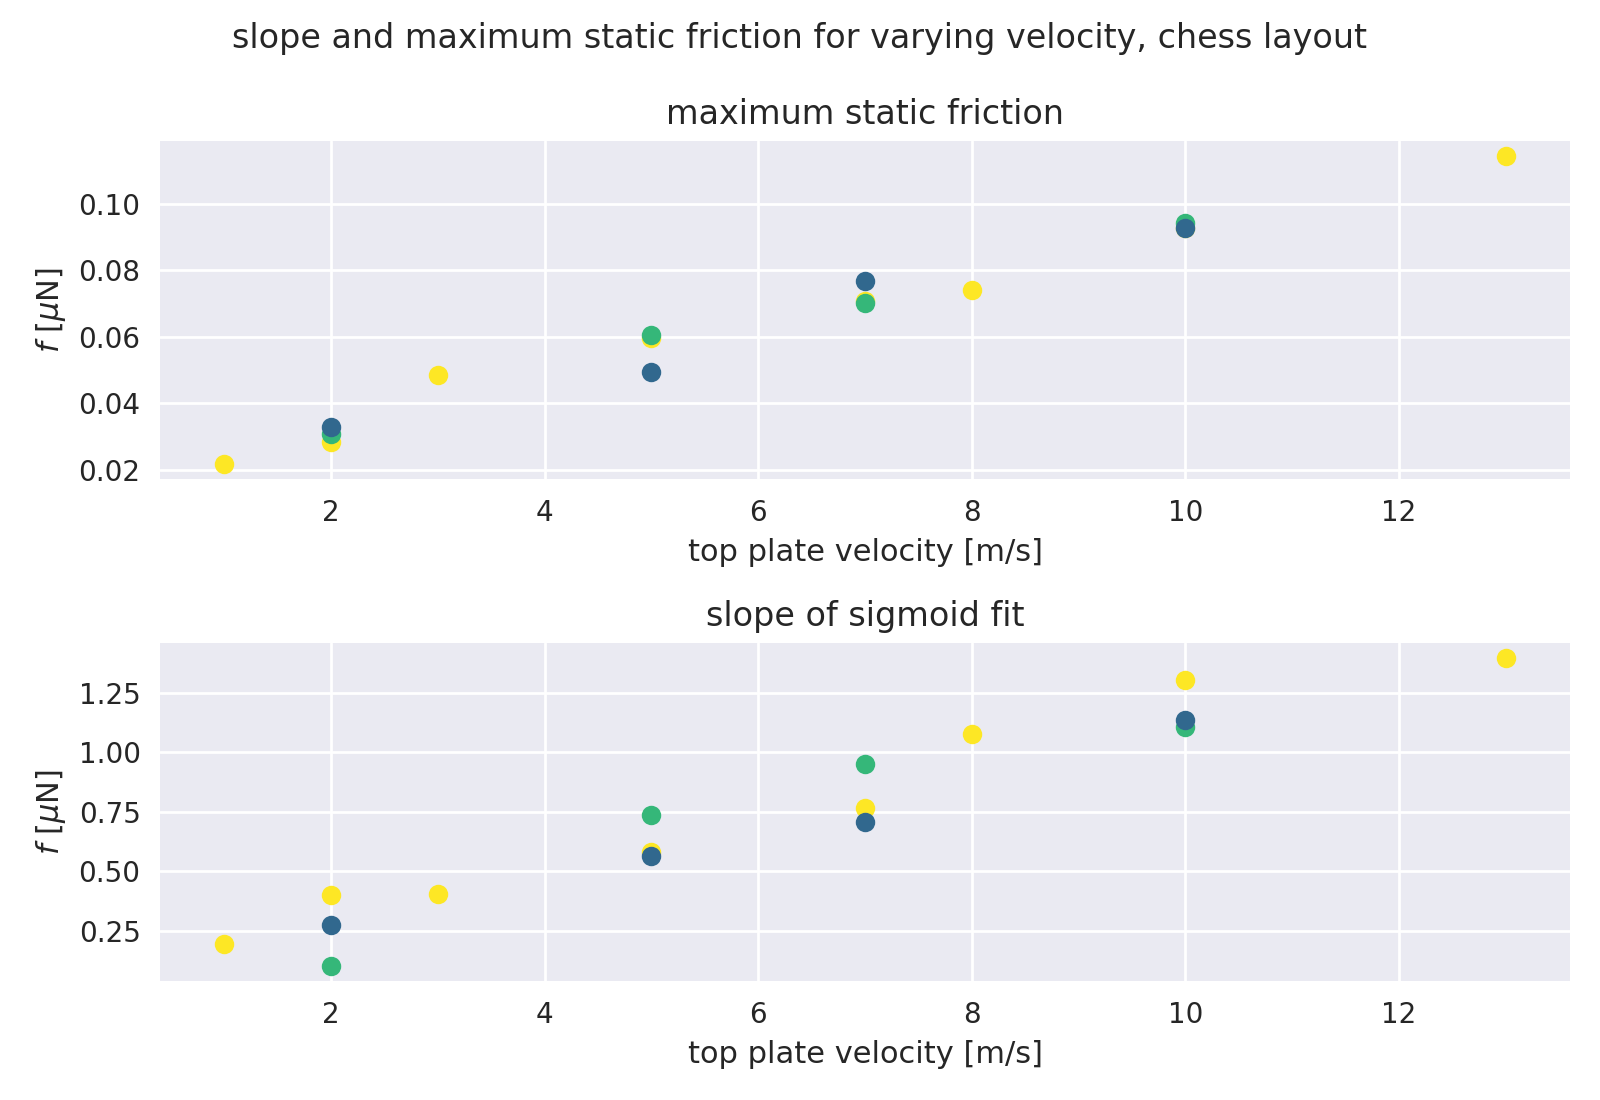 slope and maximum static friction for varying velocity, chess layout
maximum static friction
0.10
0.08
0.06
0.04
0.02
f [μN]
2 4 6 8 10 12
top plate velocity [m/s]
slope of sigmoid fit
1.25
1.00
0.75
0.50
0.25
f [μN]
2 4 6 8 10 12
top plate velocity [m/s]